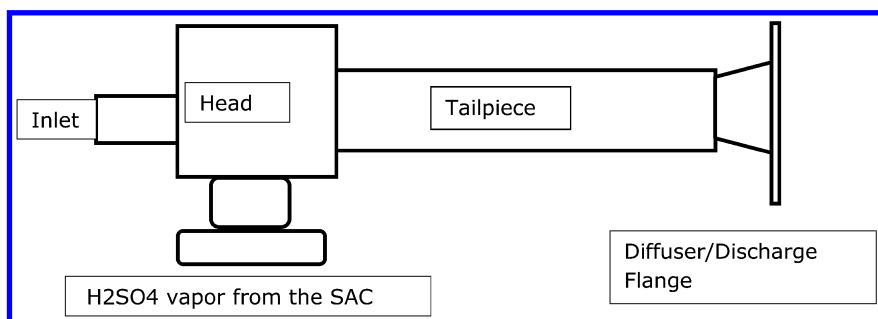 Head
Inlet
Tailpiece
Diffuser/Discharge
Flange
H2SO4 vapor from the SAC